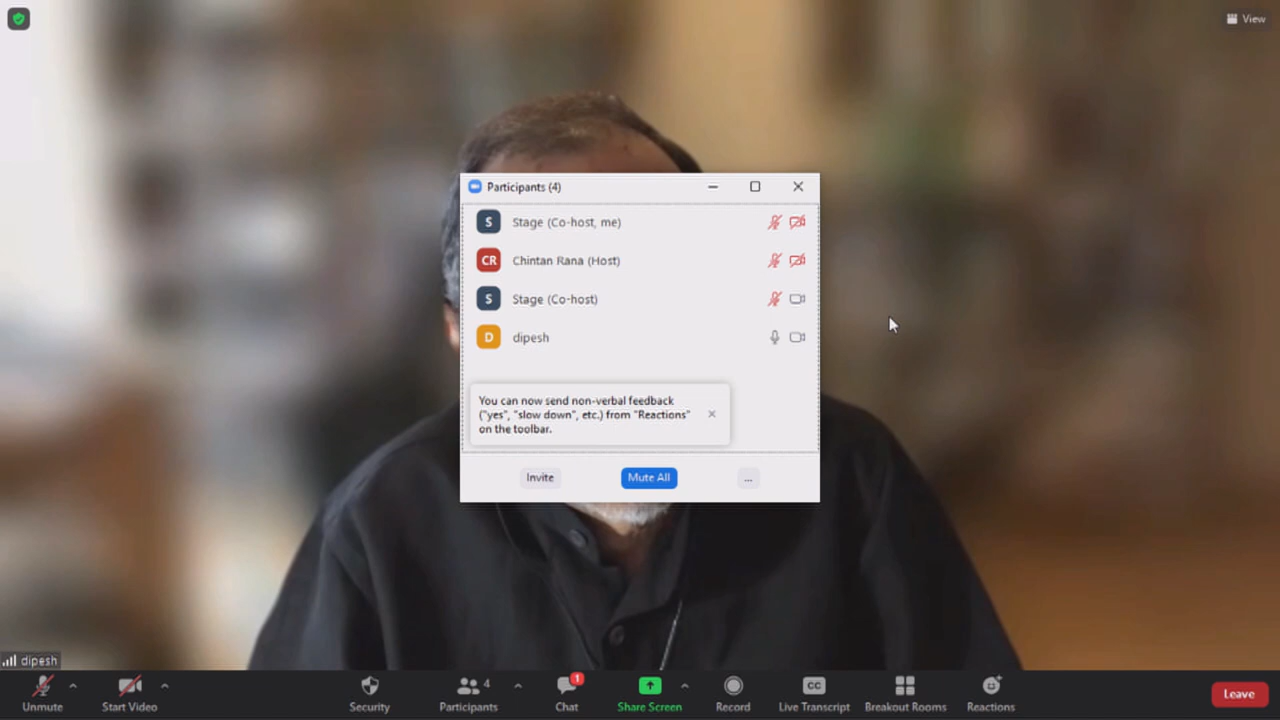 View
Participants (4)
S Stage (Co-host, me)
CR Chintan Rana (Host)
S Stage (Co-host)
D dipesh
You can now send non-verbal feedback
("yes", "slow down", etc.) from "Reactions"
on the toolbar.
Invite Mute All ...
dipesh
4 1 CC
Unmute Start Video Security Participants Chat Share Screen Record Live Transcript Breakout Rooms Reactions Leave